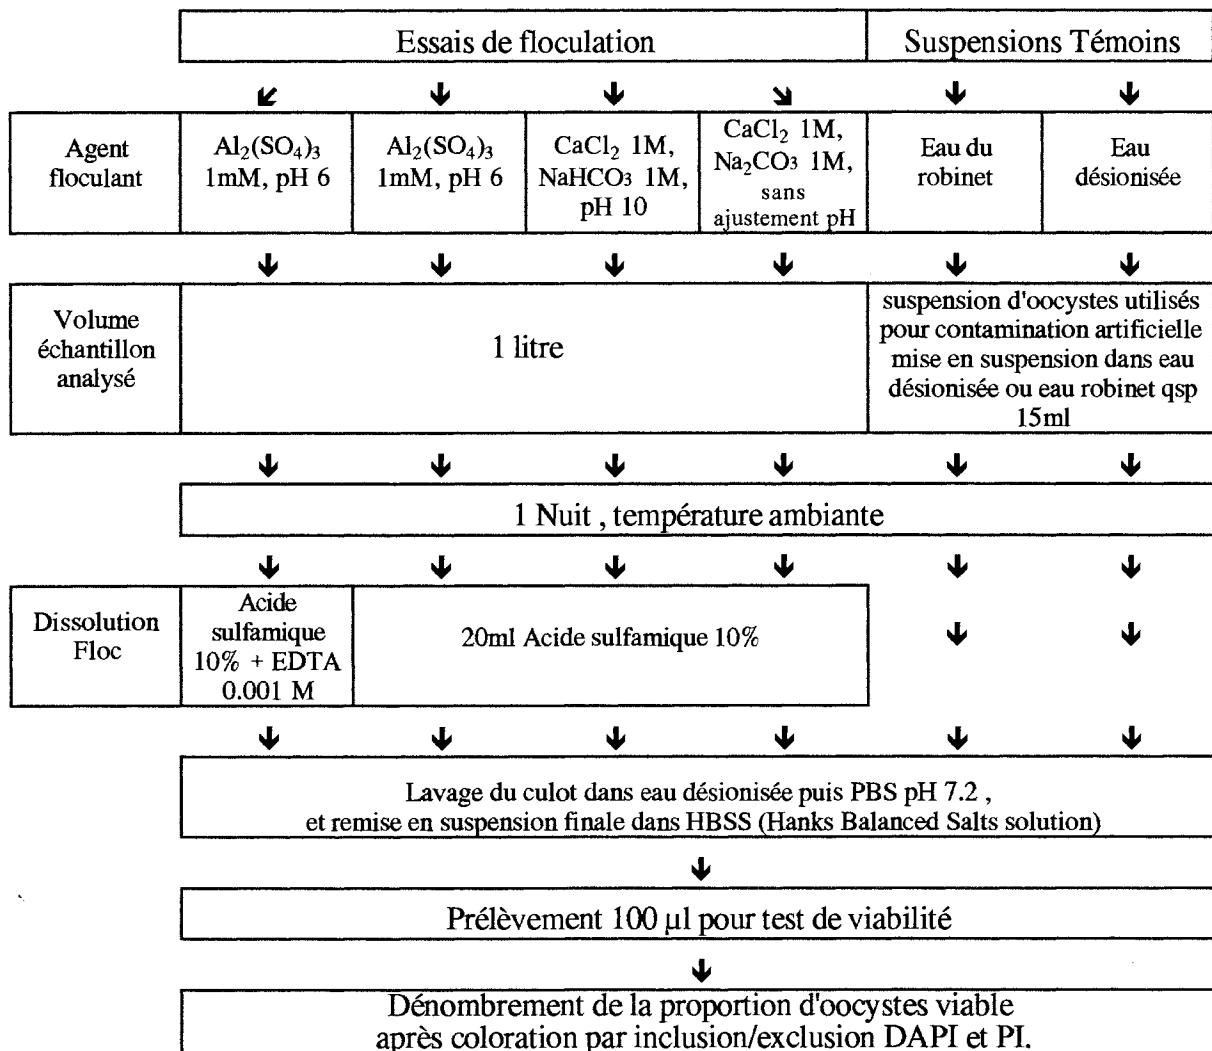 Essais de floculation
Suspensions Témoins
Agent
floculant
Al2(SO4)3
1mM, pH 6
Al2(SO4)3
1mM, pH 6
CaCl2 1M,
NaHCO3 1M,
pH 10
CaCl2 1M,
Na2CO3 1M,
sans
ajustement pH
Eau du
robinet
Eau
désionisée
Volume
échantillon
analysé
1 litre
suspension d'oocystes utilisés
pour contamination artificielle
mise en suspension dans eau
désionisée ou eau robinet qsp
15ml
1 Nuit , température ambiante
Dissolution
Floc
Acide
sulfamique
10% + EDTA
0.001 M
20ml Acide sulfamique 10%
Lavage du culot dans eau désionisée puis PBS pH 7.2 ,
et remise en suspension finale dans HBSS (Hanks Balanced Salts solution)
Prélèvement 100 µl pour test de viabilité
Dénombrement de la proportion d'oocystes viable
après coloration par inclusion/exclusion DAPI et PI.